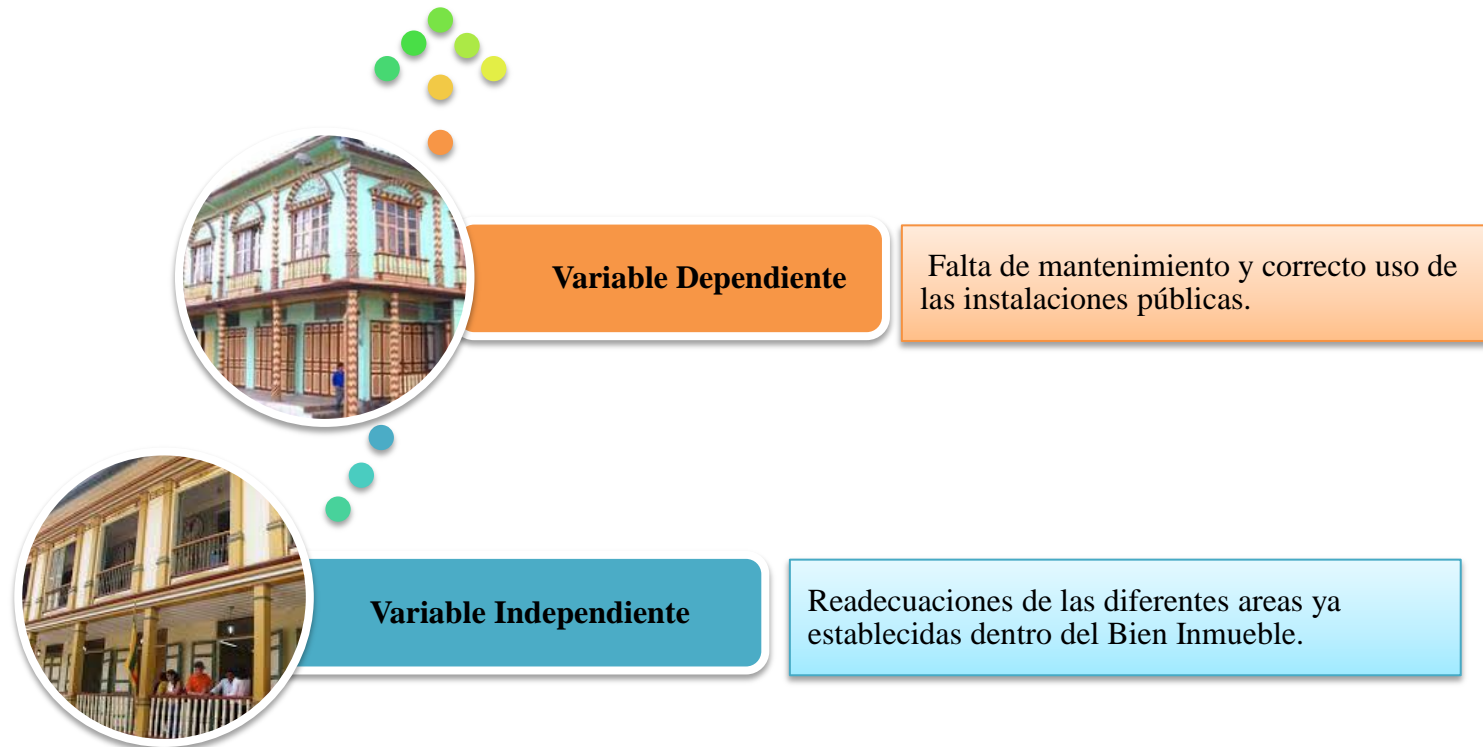 Variable Dependiente
Falta de mantenimiento y correcto uso de
las instalaciones públicas.
Variable Independiente
Readecuaciones de las diferentes areas ya
establecidas dentro del Bien Inmueble.